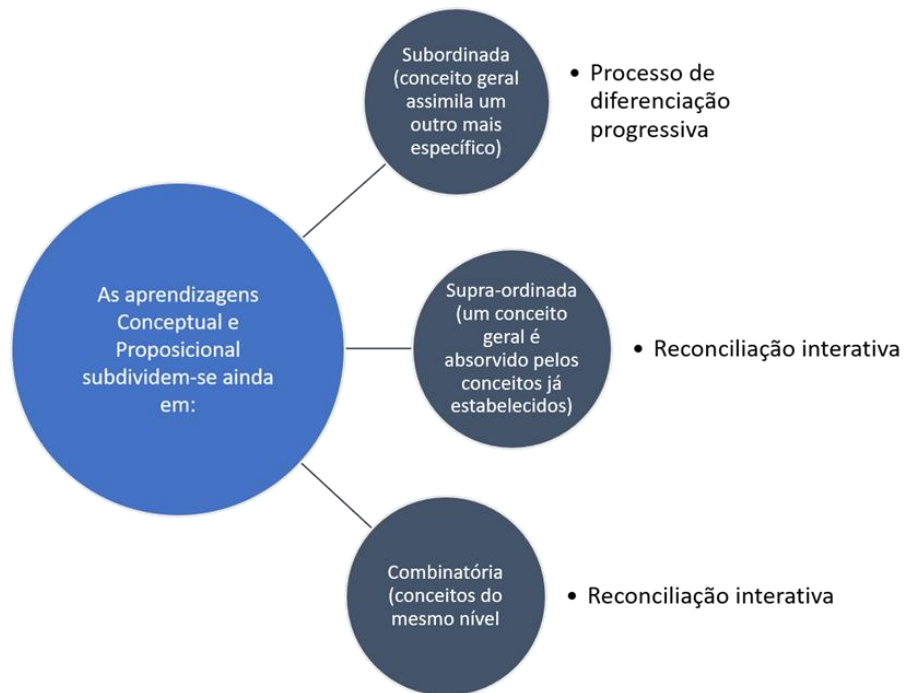 As aprendizagens
Conceptual e
Proposicional
subdividem-se ainda
em:
Subordinada
(conceito geral
assimila um
outro mais
específico)
• Processo de
diferenciação
progressiva
Supra-ordinada
(um conceito
geral é
absorvido pelos
conceitos já
estabelecidos)
• Reconciliação interativa
Combinatória
(conceitos do
mesmo nível
• Reconciliação interativa